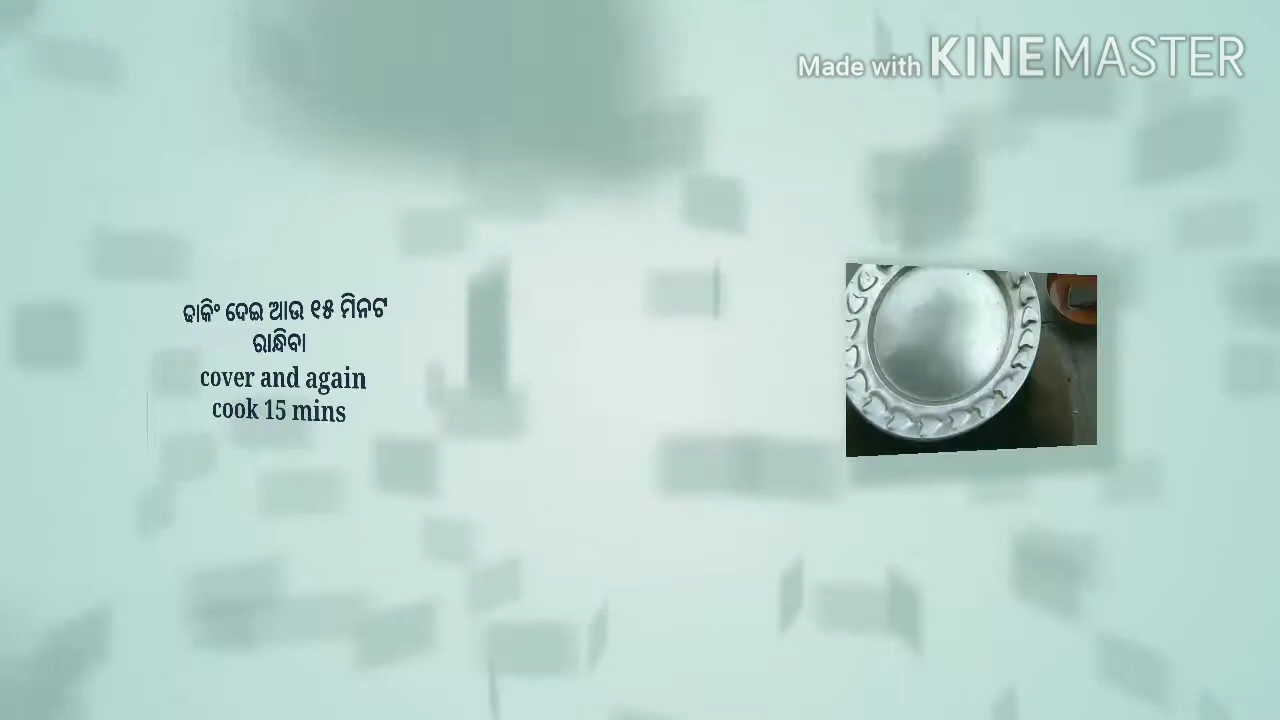 Made with KINEMASTER
ଢାକିଂ ଦେଇ ଆଉ ୧୫ ମିନଟ
ରାନ୍ଧିବା
cover and again
cook 15 mins